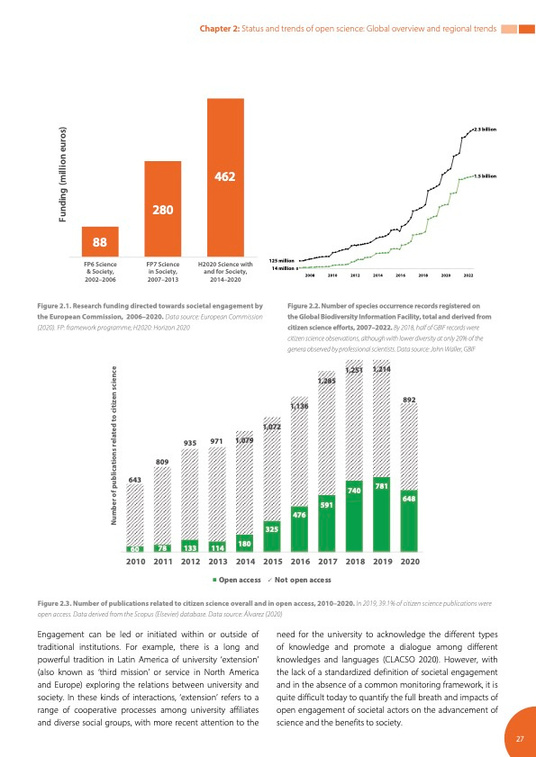 Chapter 2: Status and trends of open science: Global overview and regional trends
Funding (million euros)
88
280
462
FP6 Science
& Society,
2002–2006
FP7 Science
in Society,
2007–2013
H2020 Science with
and for Society,
2014–2020
2.3 billion
1.5 billion
125 million
14 million
2008 2010 2012 2014 2016 2018 2020 2022
Figure 2.1. Research funding directed towards societal engagement by
the European Commission, 2006–2020. Data source: European Commission
(2020). FP: framework programme, H2020: Horizon 2020
Figure 2.2. Number of species occurrence records registered on
the Global Biodiversity Information Facility, total and derived from
citizen science efforts, 2007–2022. By 2018, half of GBIF records were
citizen science observations, although with lower diversity at only 20% of the
genera observed by professional scientists. Data source: John Waller, GBIF
Number of publications related to citizen science
643 809 935 971 1,079 1,072 1,136 1,285 1,251 1,214 892
60 78 133 114 180 325 476 591 740 781 648
2010 2011 2012 2013 2014 2015 2016 2017 2018 2019 2020
Open access Not open access
Figure 2.3. Number of publications related to citizen science overall and in open access, 2010–2020. In 2019, 39.1% of citizen science publications were
open access. Data derived from the Scopus (Elsevier) database. Data source: Álvarez (2020)
Engagement can be led or initiated within or outside of
traditional institutions. For example, there is a long and
powerful tradition in Latin America of university ‘extension’
(also known as ‘third mission’ or service in North America
and Europe) exploring the relations between university and
society. In these kinds of interactions, ‘extension’ refers to a
range of cooperative processes among university affiliates
and diverse social groups, with more recent attention to the
need for the university to acknowledge the different types
of knowledge and promote a dialogue among different
knowledges and languages (CLACSO 2020). However, with
the lack of a standardized definition of societal engagement
and in the absence of a common monitoring framework, it is
quite difficult today to quantify the full breath and impacts of
open engagement of societal actors on the advancement of
science and the benefits to society.
27